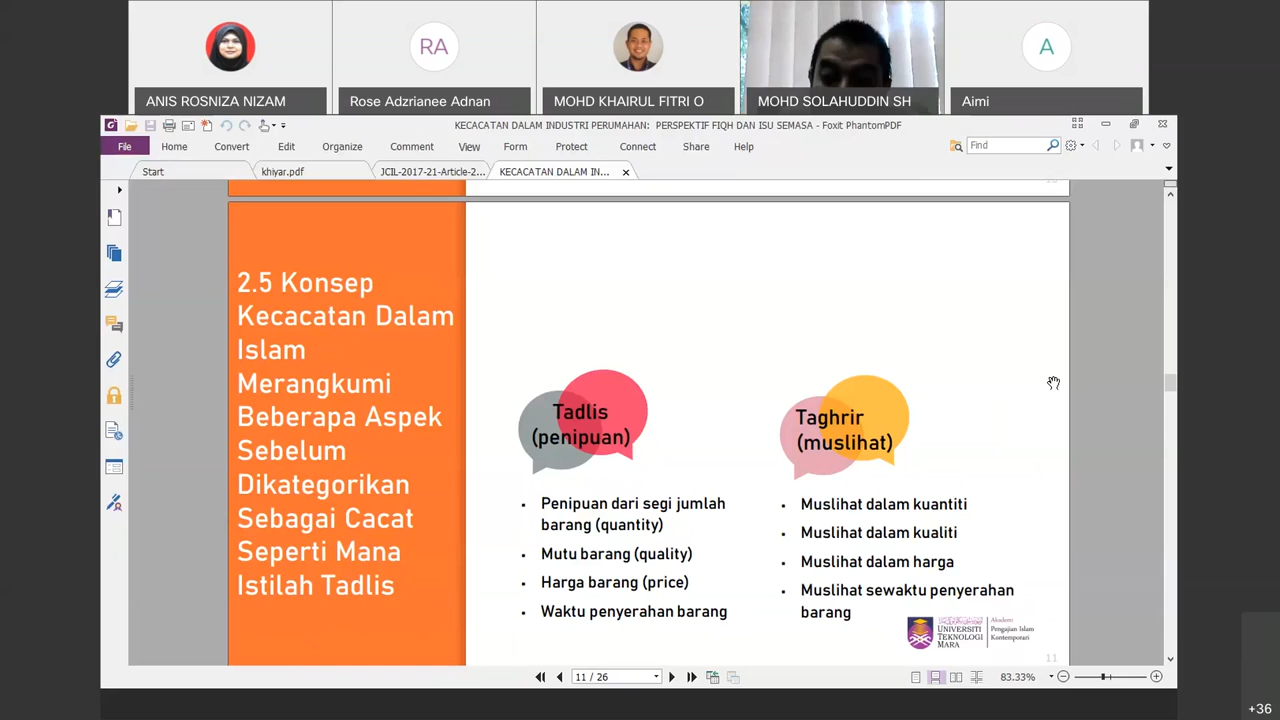 RA
A
ANIS ROSNIZA NIZAM
Rose Adzrianee Adnan
MOHD KHAIRUL FITRI O
MOHD SOLAHUDDIN SH
Aimi
KECACATAN DALAM INDUSTRI PERUMAHAN: PERSPEKTIF FIQH DAN ISU SEMASA - Foxit PhantomPDF
File Home Convert Edit Organize Comment View Form Protect Connect Share Help
Find
Start
khiyar.pdf
JCIL-2017-21-Article-2...
KECACATAN DALAM IN...
2.5 Konsep
Kecacatan Dalam
Islam
Merangkumi
Beberapa Aspek
Sebelum
Dikategorikan
Sebagai Cacat
Seperti Mana
Istilah Tadlis
Tadlis
(penipuan)
Penipuan dari segi jumlah
barang (quantity)
Mutu barang (quality)
Harga barang (price)
Waktu penyerahan barang
Taghrir
(muslihat)
Muslihat dalam kuantiti
Muslihat dalam kualiti
Muslihat dalam harga
Muslihat sewaktu penyerahan
barang
UNIVERSITI
TEKNOLOGI
MARA
Akademi
Pengajian Islam
Kontemporari
11
11 / 26
83.33%
+36